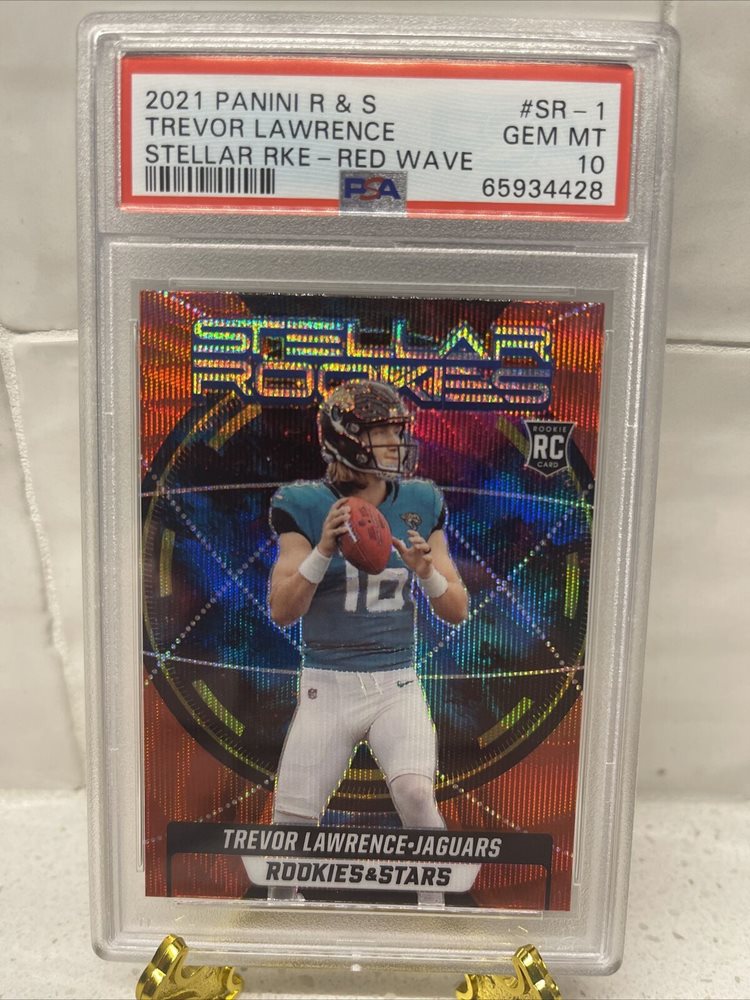 2021 PANINI R & S #SR-1
TREVOR LAWRENCE GEM MT
STELLAR RKE-RED WAVE 10
PSA 65934428
STELLAR
ROOKIES
ROOKIE
RC
CARD
16
TREVOR LAWRENCE•JAGUARS
ROOKIES&STARS